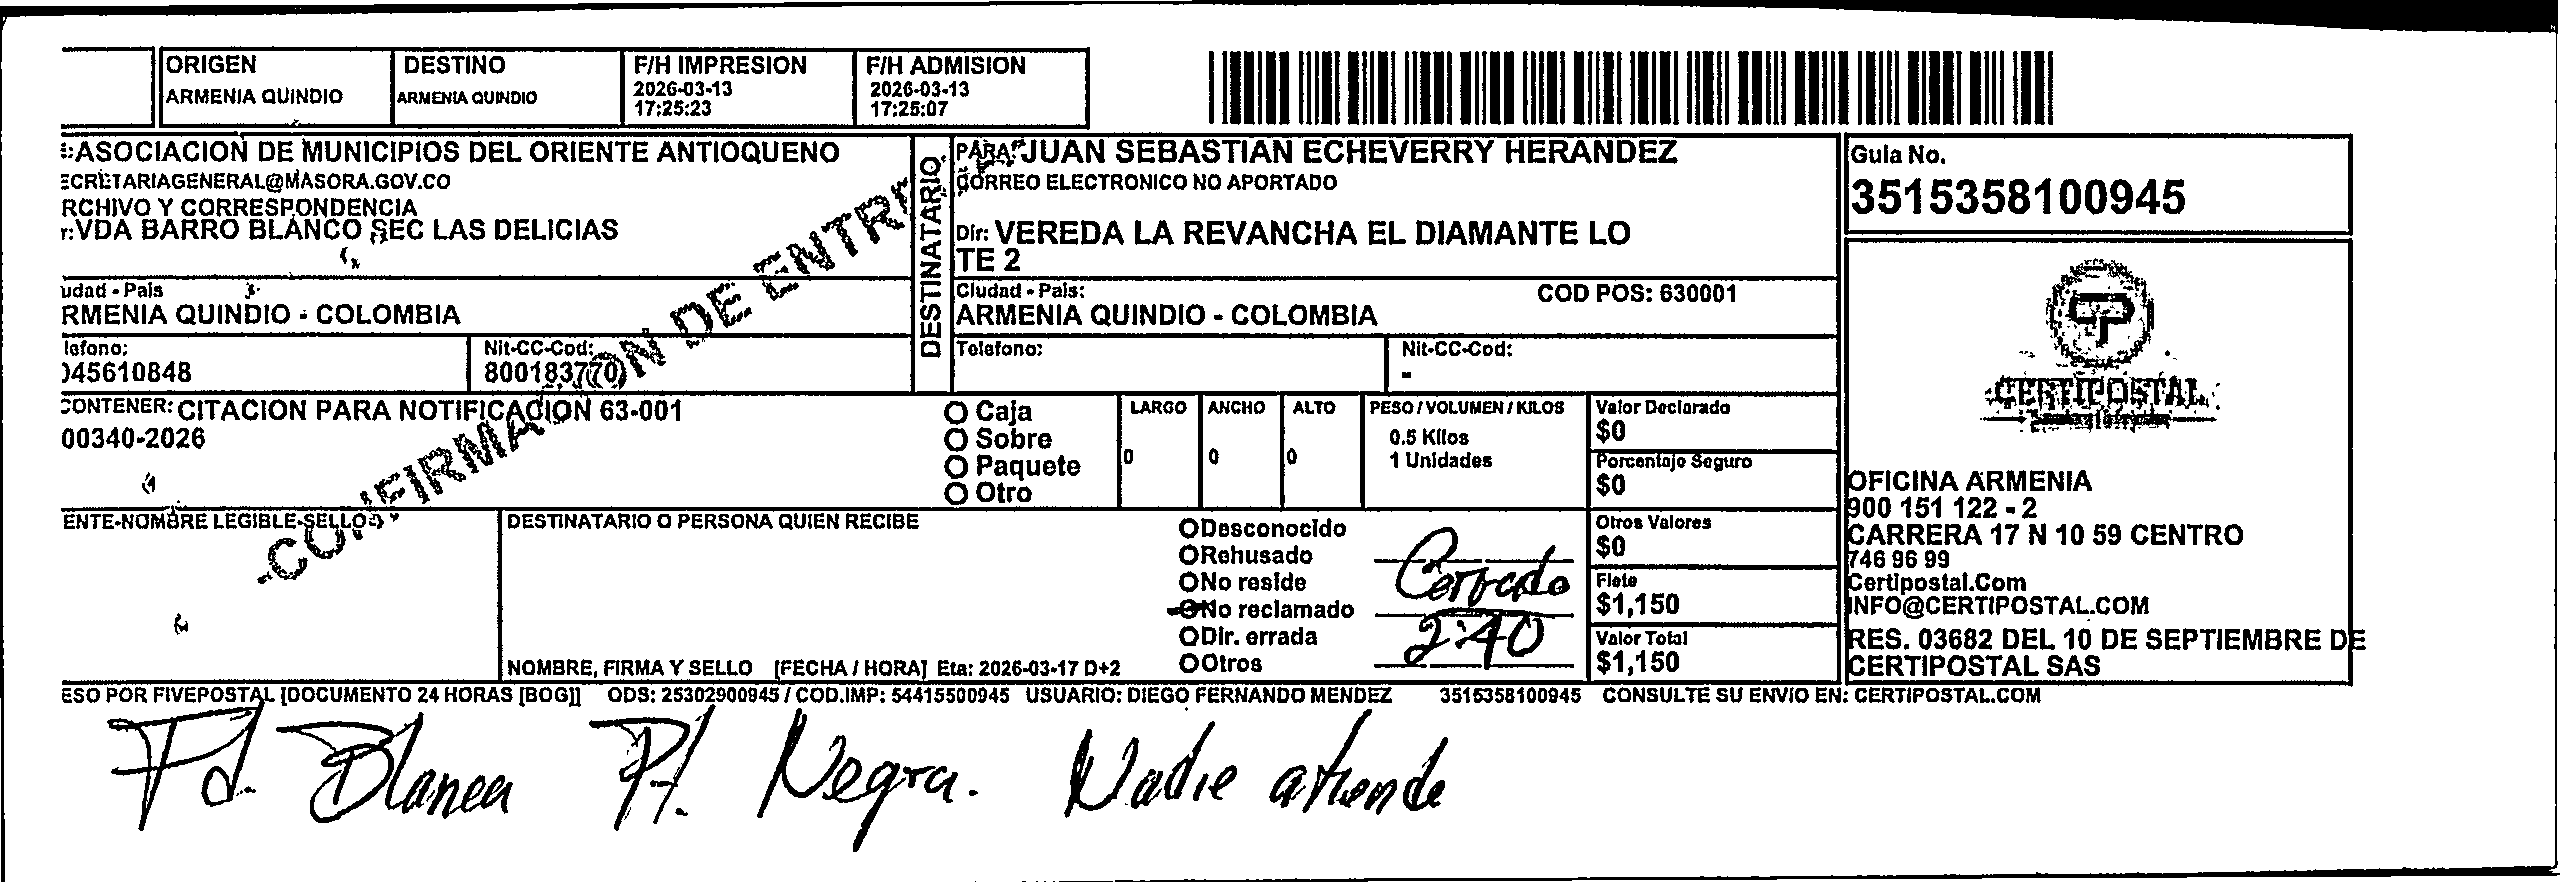 ORIGEN
ARMENIA QUINDIO
DESTINO
ARMENIA QUINDIO
F/H IMPRESION
2026-03-13
17:25:23
F/H ADMISION
2026-03-13
17:25:07
:ASOCIACION DE MUNICIPIOS DEL ORIENTE ANTIOQUENO
ECRETARIAGENERAL@MASORA.GOV.CO
RCHIVO Y CORRESPONDENCIA
r:VDA BARRO BLANCO SEC LAS DELICIAS
udad - Pais
RMENIA QUINDIO - COLOMBIA
lefono:
)45610848
Nit-CC-Cod:
800183770
DESTINATARIO
PARA: JUAN SEBASTIAN ECHEVERRY HERANDEZ
CORREO ELECTRONICO NO APORTADO
Dir: VEREDA LA REVANCHA EL DIAMANTE LO
TE 2
Ciudad - Pais:
COD POS: 630001
ARMENIA QUINDIO - COLOMBIA
Telefono:
Nit-CC-Cod:
-
Guia No.
3515358100945
CERTIPOSTAL
OFICINA ARMENIA
900 151 122 - 2
CARRERA 17 N 10 59 CENTRO
746 96 99
Certipostal.Com
INFO@CERTIPOSTAL.COM
RES. 03682 DEL 10 DE SEPTIEMBRE DE
CERTIPOSTAL SAS
CONTENER: CITACION PARA NOTIFICACION 63-001
00340-2026
CONFIRMACION DE ENTR
O Caja
O Sobre
O Paquete
O Otro
LARGO
0
ANCHO
0
ALTO
0
PESO / VOLUMEN / KILOS
0.5 Kilos
1 Unidades
Valor Declarado
$0
Porcentaje Seguro
$0
Otros Valores
$0
Flete
$1,150
Valor Total
$1,150
ENTE-NOMBRE LEGIBLE-SELLO
DESTINATARIO O PERSONA QUIEN RECIBE
NOMBRE, FIRMA Y SELLO [FECHA / HORA] Eta: 2026-03-17 D+2
O Desconocido
O Rehusado
O No reside
O No reclamado
O Dir. errada
O Otros
Cerrado
2:40
ESO POR FIVEPOSTAL [DOCUMENTO 24 HORAS [BOG]] ODS: 25302900945 / COD.IMP: 54415500945 USUARIO: DIEGO FERNANDO MENDEZ 3515358100945 CONSULTE SU ENVIO EN: CERTIPOSTAL.COM
Fd. Blanca Pt. Negra. Nadie atiende